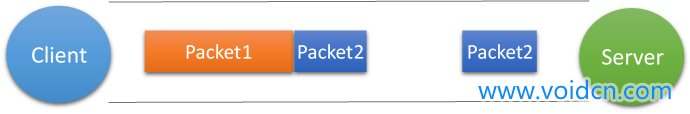 Client
Packet1
Packet2
Packet2
Server
www.voidcn.com